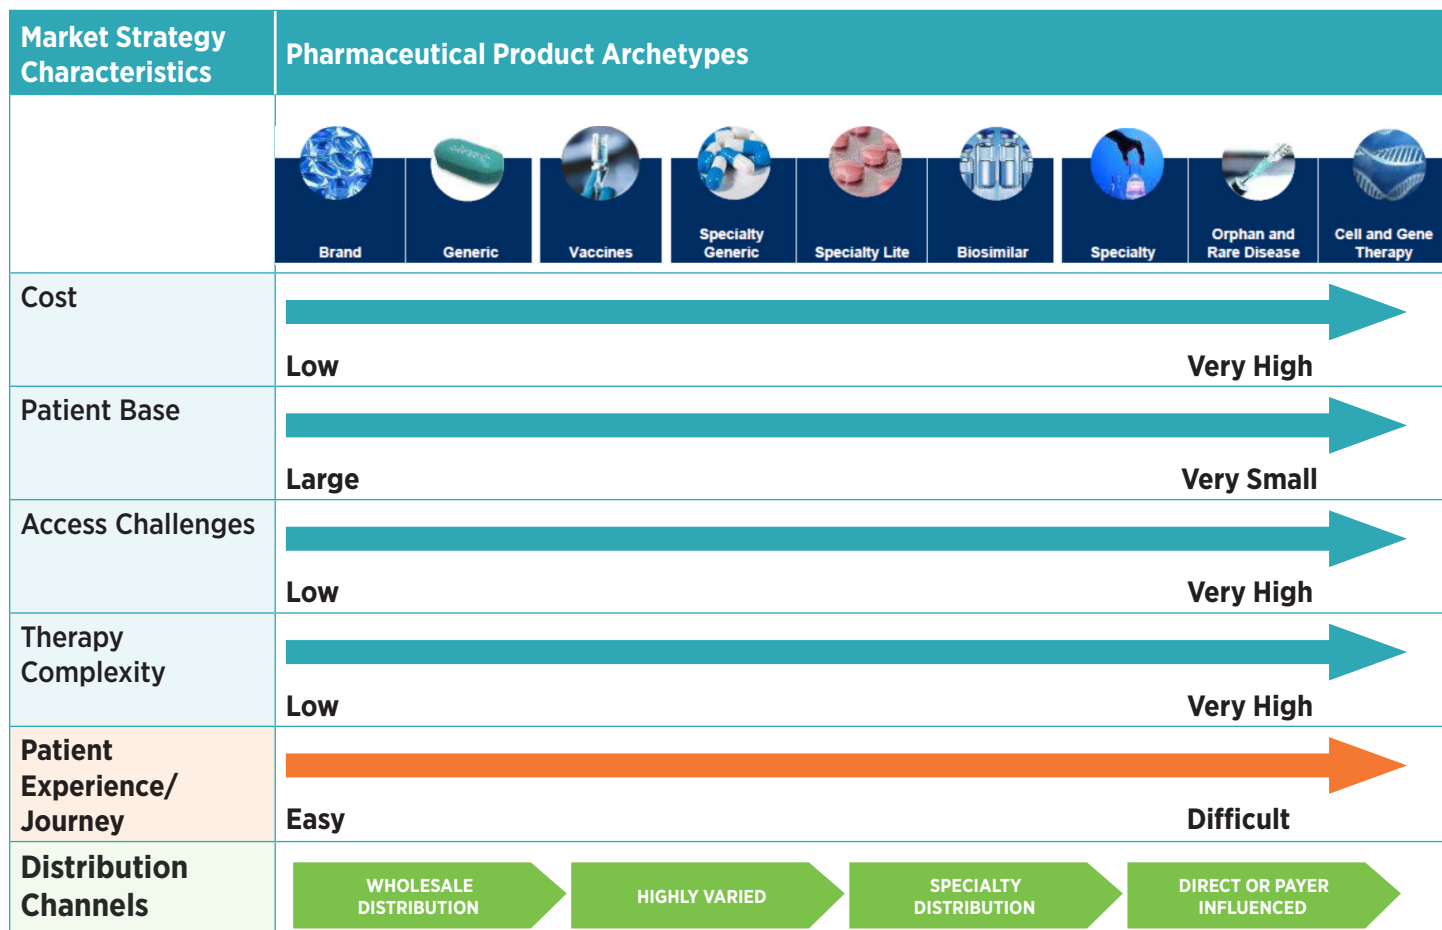 Market Strategy
Characteristics
Pharmaceutical Product Archetypes
Brand
Generic
Vaccines
Specialty
Generic
Specialty Lite
Biosimilar
Specialty
Orphan and
Rare Disease
Cell and Gene
Therapy
Cost
Low
Very High
Patient Base
Large
Very Small
Access Challenges
Low
Very High
Therapy
Complexity
Low
Very High
Patient
Experience/
Journey
Easy
Difficult
Distribution
Channels
WHOLESALE
DISTRIBUTION
HIGHLY VARIED
SPECIALTY
DISTRIBUTION
DIRECT OR PAYER
INFLUENCED